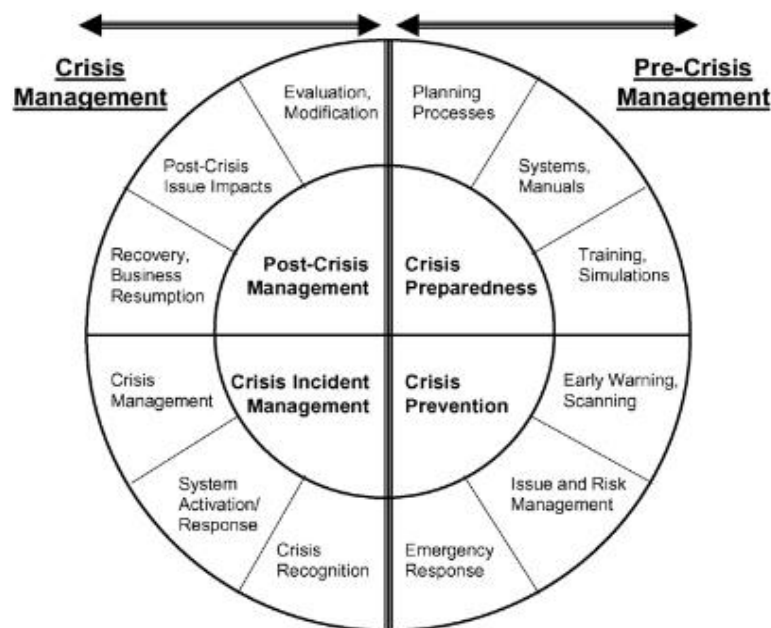 Crisis
Management
Pre-Crisis
Management
Evaluation,
Modification
Planning
Processes
Post-Crisis
Issue Impacts
Systems,
Manuals
Recovery,
Business
Resumption
Post-Crisis
Management
Crisis
Preparedness
Training,
Simulations
Crisis
Management
Crisis Incident
Management
Crisis
Prevention
Early Warning,
Scanning
System
Activation/
Response
Issue and Risk
Management
Crisis
Recognition
Emergency
Response